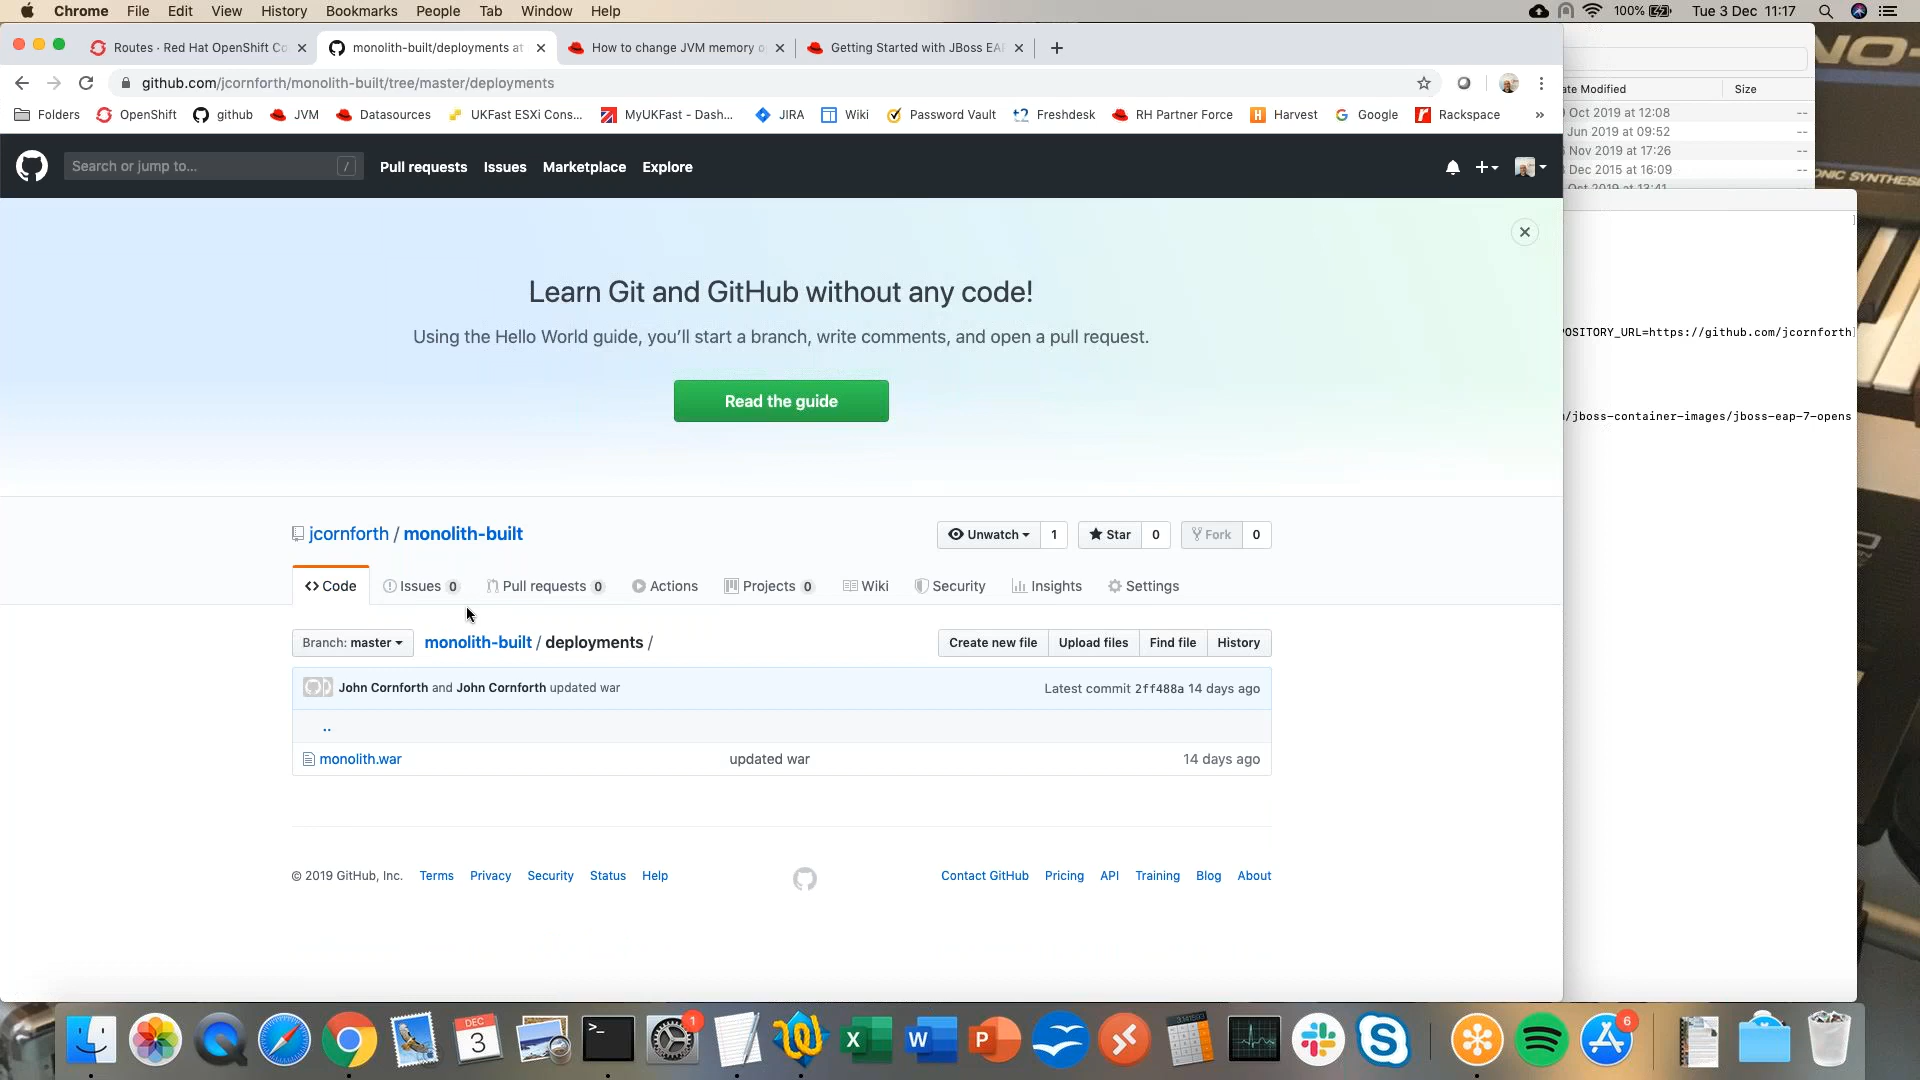 Chrome File Edit View History Bookmarks People Tab Window Help
100% Tue 3 Dec 11:17
Routes · Red Hat OpenShift Co
monolith-built/deployments at
How to change JVM memory o
Getting Started with JBoss EA
github.com/jcornforth/monolith-built/tree/master/deployments
Folders OpenShift github JVM Datasources UKFast ESXi Cons... MyUKFast - Dash... JIRA Wiki Password Vault Freshdesk RH Partner Force Harvest Google Rackspace »
Search or jump to... /
Pull requests Issues Marketplace Explore
Learn Git and GitHub without any code!
Using the Hello World guide, you’ll start a branch, write comments, and open a pull request.
Read the guide
jcornforth / monolith-built
Unwatch 1 Star 0 Fork 0
Code Issues 0 Pull requests 0 Actions Projects 0 Wiki Security Insights Settings
Branch: master monolith-built / deployments /
Create new file Upload files Find file History
John Cornforth and John Cornforth updated war
Latest commit 2ff488a 14 days ago
..
monolith.war updated war 14 days ago
© 2019 GitHub, Inc. Terms Privacy Security Status Help
Contact GitHub Pricing API Training Blog About
ate Modified Size
Oct 2019 at 12:08 --
Jun 2019 at 09:52 --
Nov 2019 at 17:26 --
Dec 2015 at 16:09 --
Oct 2019 at 13:41 --
OSITORY_URL=https://github.com/jcornforth
/jboss-container-images/jboss-eap-7-opens
DEC
3
1
6